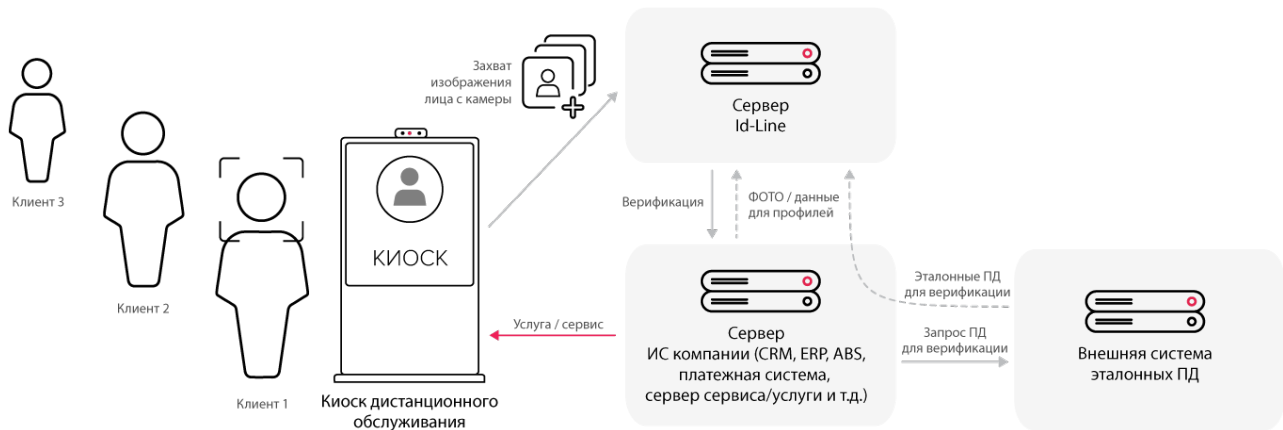 Захват
изображения
лица с камеры
Сервер
Id-Line
Клиент 3
Клиент 2
Клиент 1
КИОСК
Киоск дистанционного
обслуживания
Верификация
ФОТО / данные
для профилей
Услуга / сервис
Сервер
ИС компании (CRM, ERP, ABS,
платежная система,
сервер сервиса/услуги и т.д.)
Эталонные ПД
для верификации
Запрос ПД
для верификации
Внешняя система
эталонных ПД